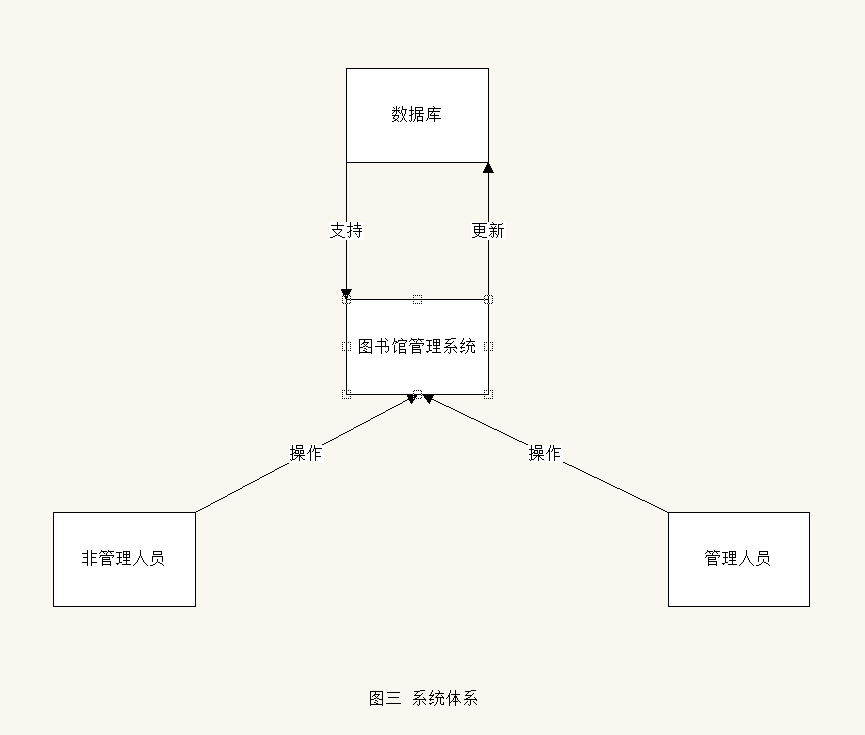 数据库
支持
更新
图书馆管理系统
操作
操作
非管理人员
管理人员
图三 系统体系